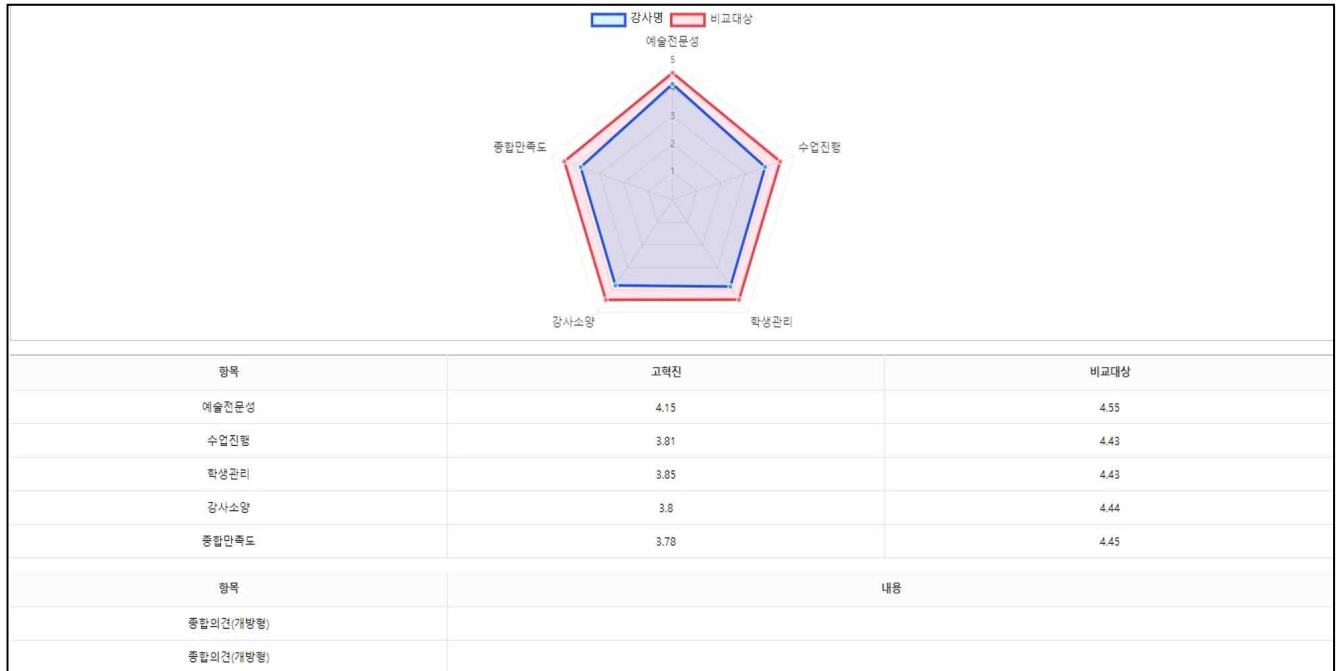 강사명 비교대상
예술전문성
5
3
종합만족도 2 수업진행
1
강사소양 학생관리
항목 고혁진 비교대상
예술전문성 4.15 4.55
수업진행 3.81 4.43
학생관리 3.85 4.43
강사소양 3.8 4.44
종합만족도 3.78 4.45
항목 내용
종합의견(개방형)
종합의견(개방형)